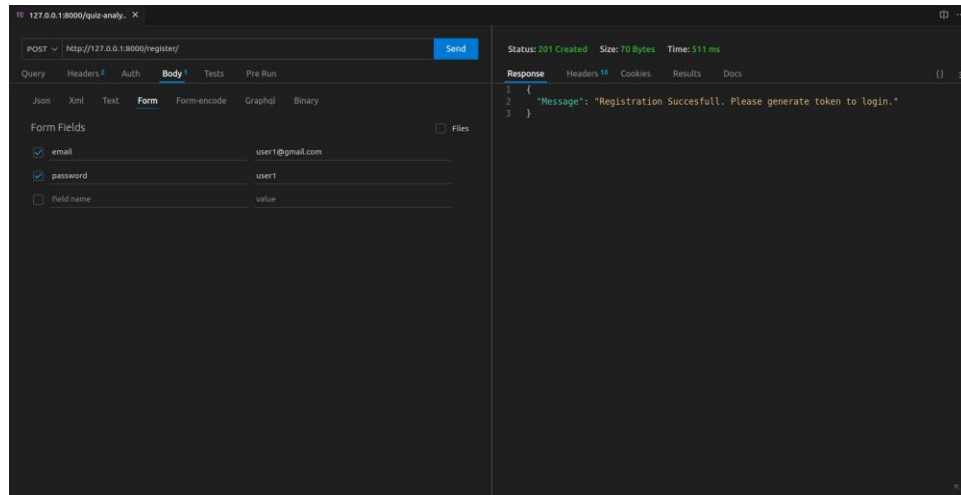 TC 127.0.0.1:8000/quiz-analy.. ×
POST http://127.0.0.1:8000/register/ Send
Query Headers 2 Auth Body 1 Tests Pre Run
Json Xml Text Form Form-encode Graphql Binary
Form Fields Files
email user1@gmail.com
password user1
field name value
Status: 201 Created Size: 70 Bytes Time: 511 ms
Response Headers 10 Cookies Results Docs {}
1 {
2 "Message": "Registration Succesfull. Please generate token to login."
3 }